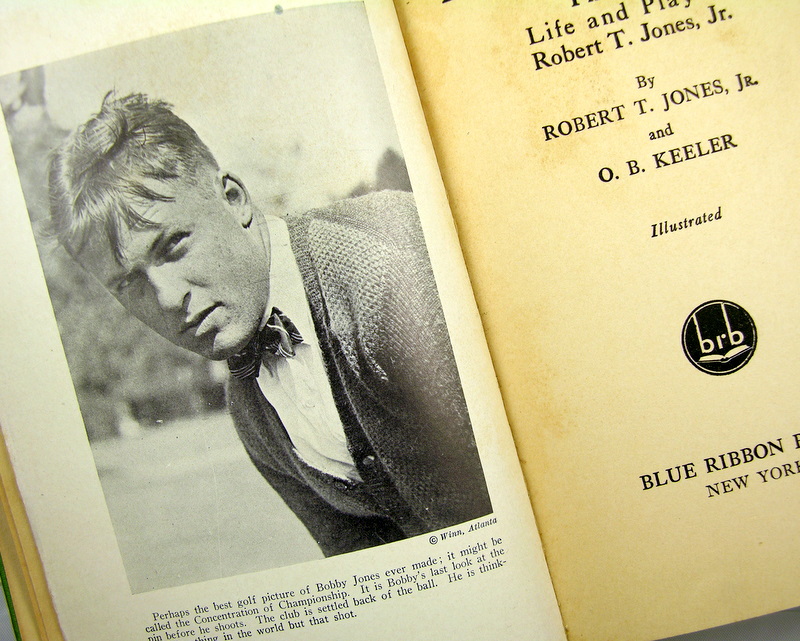 © Winn, Atlanta
Perhaps the best golf picture of Bobby Jones ever made; it might be
called the Concentration of Championship. It is Bobby's last look at the
pin before he shoots. The club is settled back of the ball. He is think-
thing in the world but that shot.
Life and Play
Robert T. Jones, Jr.
By
ROBERT T. JONES, JR.
and
O. B. KEELER
Illustrated
brb
BLUE RIBBON
NEW YORK